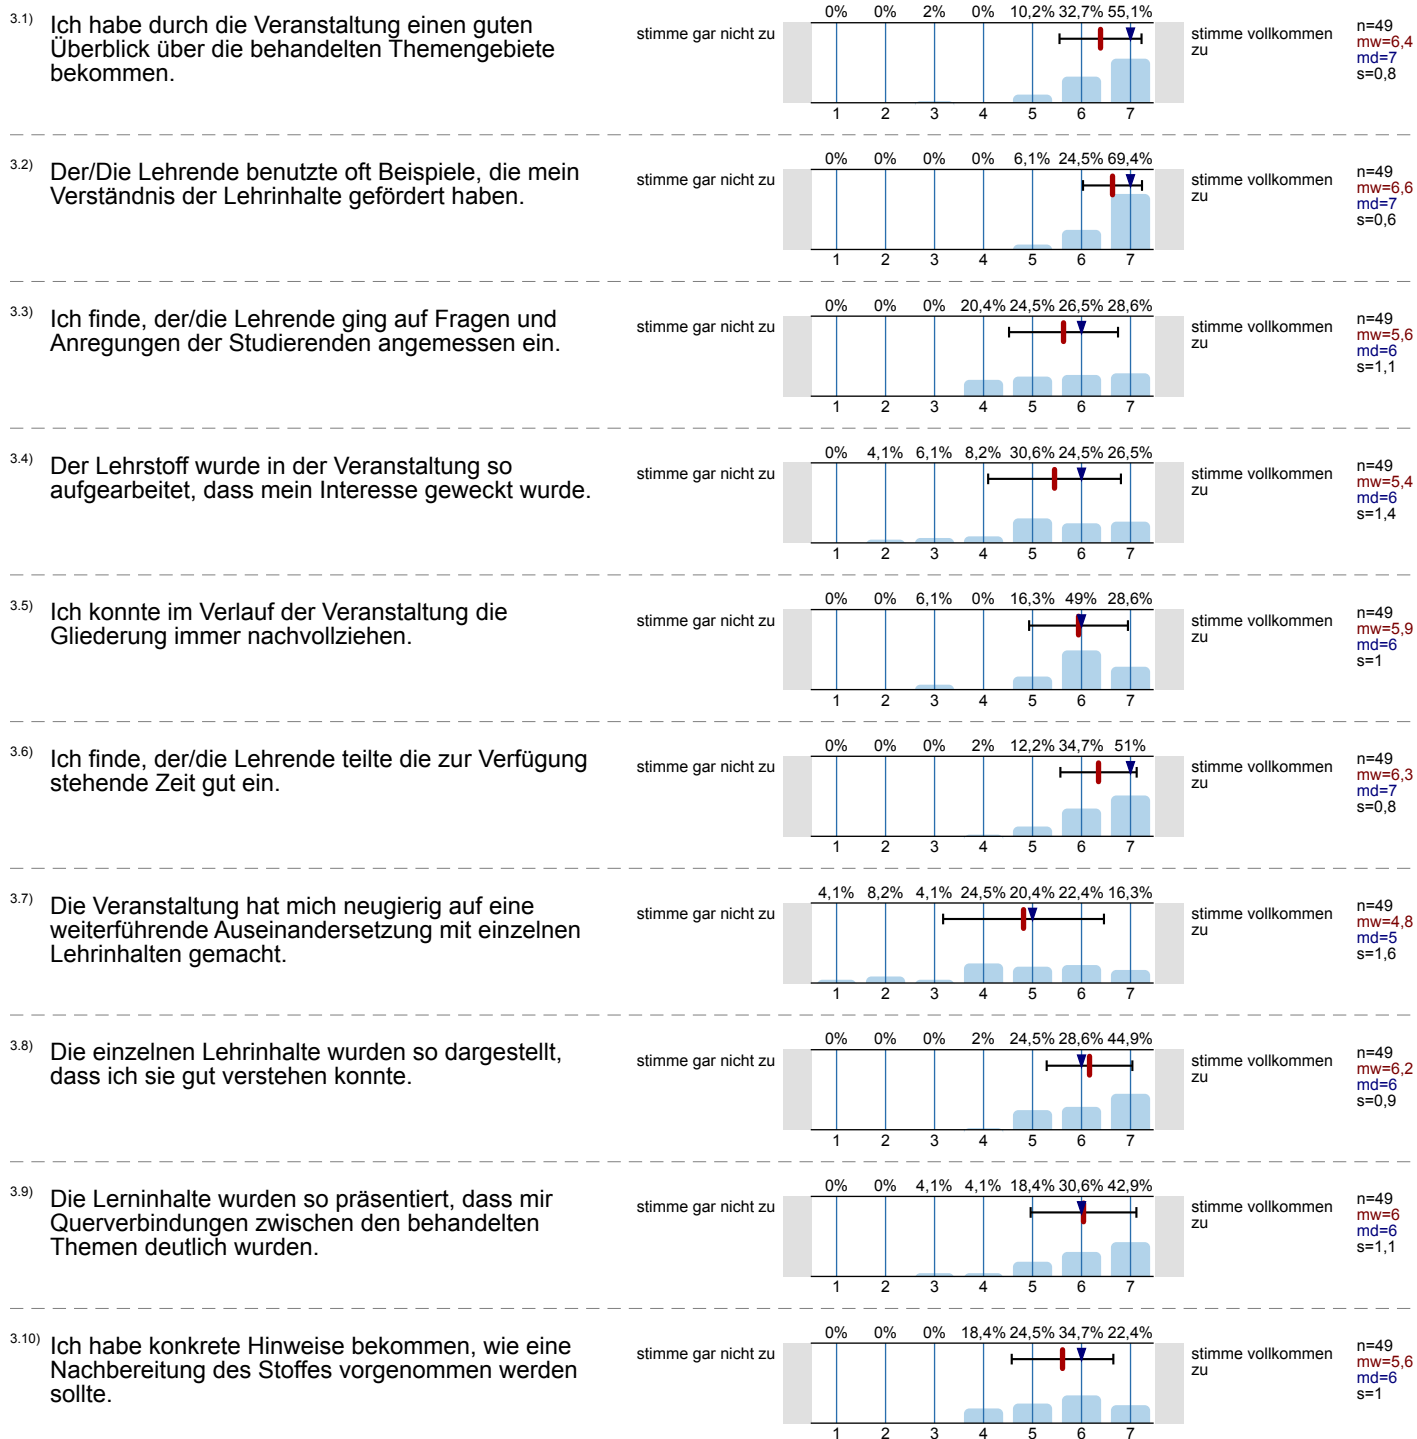 3.1) Ich habe durch die Veranstaltung einen guten
Überblick über die behandelten Themengebiete
bekommen.
stimme gar nicht zu
0% 0% 2% 0% 10,2% 32,7% 55,1%
1 2 3 4 5 6 7
stimme vollkommen
zu
n=49
mw=6,4
md=7
s=0,8
3.2) Der/Die Lehrende benutzte oft Beispiele, die mein
Verständnis der Lehrinhalte gefördert haben.
stimme gar nicht zu
0% 0% 0% 0% 6,1% 24,5% 69,4%
1 2 3 4 5 6 7
stimme vollkommen
zu
n=49
mw=6,6
md=7
s=0,6
3.3) Ich finde, der/die Lehrende ging auf Fragen und
Anregungen der Studierenden angemessen ein.
stimme gar nicht zu
0% 0% 0% 20,4% 24,5% 26,5% 28,6%
1 2 3 4 5 6 7
stimme vollkommen
zu
n=49
mw=5,6
md=6
s=1,1
3.4) Der Lehrstoff wurde in der Veranstaltung so
aufgearbeitet, dass mein Interesse geweckt wurde.
stimme gar nicht zu
0% 4,1% 6,1% 8,2% 30,6% 24,5% 26,5%
1 2 3 4 5 6 7
stimme vollkommen
zu
n=49
mw=5,4
md=6
s=1,4
3.5) Ich konnte im Verlauf der Veranstaltung die
Gliederung immer nachvollziehen.
stimme gar nicht zu
0% 0% 6,1% 0% 16,3% 49% 28,6%
1 2 3 4 5 6 7
stimme vollkommen
zu
n=49
mw=5,9
md=6
s=1
3.6) Ich finde, der/die Lehrende teilte die zur Verfügung
stehende Zeit gut ein.
stimme gar nicht zu
0% 0% 0% 2% 12,2% 34,7% 51%
1 2 3 4 5 6 7
stimme vollkommen
zu
n=49
mw=6,3
md=7
s=0,8
3.7) Die Veranstaltung hat mich neugierig auf eine
weiterführende Auseinandersetzung mit einzelnen
Lehrinhalten gemacht.
stimme gar nicht zu
4,1% 8,2% 4,1% 24,5% 20,4% 22,4% 16,3%
1 2 3 4 5 6 7
stimme vollkommen
zu
n=49
mw=4,8
md=5
s=1,6
3.8) Die einzelnen Lehrinhalte wurden so dargestellt,
dass ich sie gut verstehen konnte.
stimme gar nicht zu
0% 0% 0% 2% 24,5% 28,6% 44,9%
1 2 3 4 5 6 7
stimme vollkommen
zu
n=49
mw=6,2
md=6
s=0,9
3.9) Die Lerninhalte wurden so präsentiert, dass mir
Querverbindungen zwischen den behandelten
Themen deutlich wurden.
stimme gar nicht zu
0% 0% 4,1% 4,1% 18,4% 30,6% 42,9%
1 2 3 4 5 6 7
stimme vollkommen
zu
n=49
mw=6
md=6
s=1,1
3.10) Ich habe konkrete Hinweise bekommen, wie eine
Nachbereitung des Stoffes vorgenommen werden
sollte.
stimme gar nicht zu
0% 0% 0% 18,4% 24,5% 34,7% 22,4%
1 2 3 4 5 6 7
stimme vollkommen
zu
n=49
mw=5,6
md=6
s=1